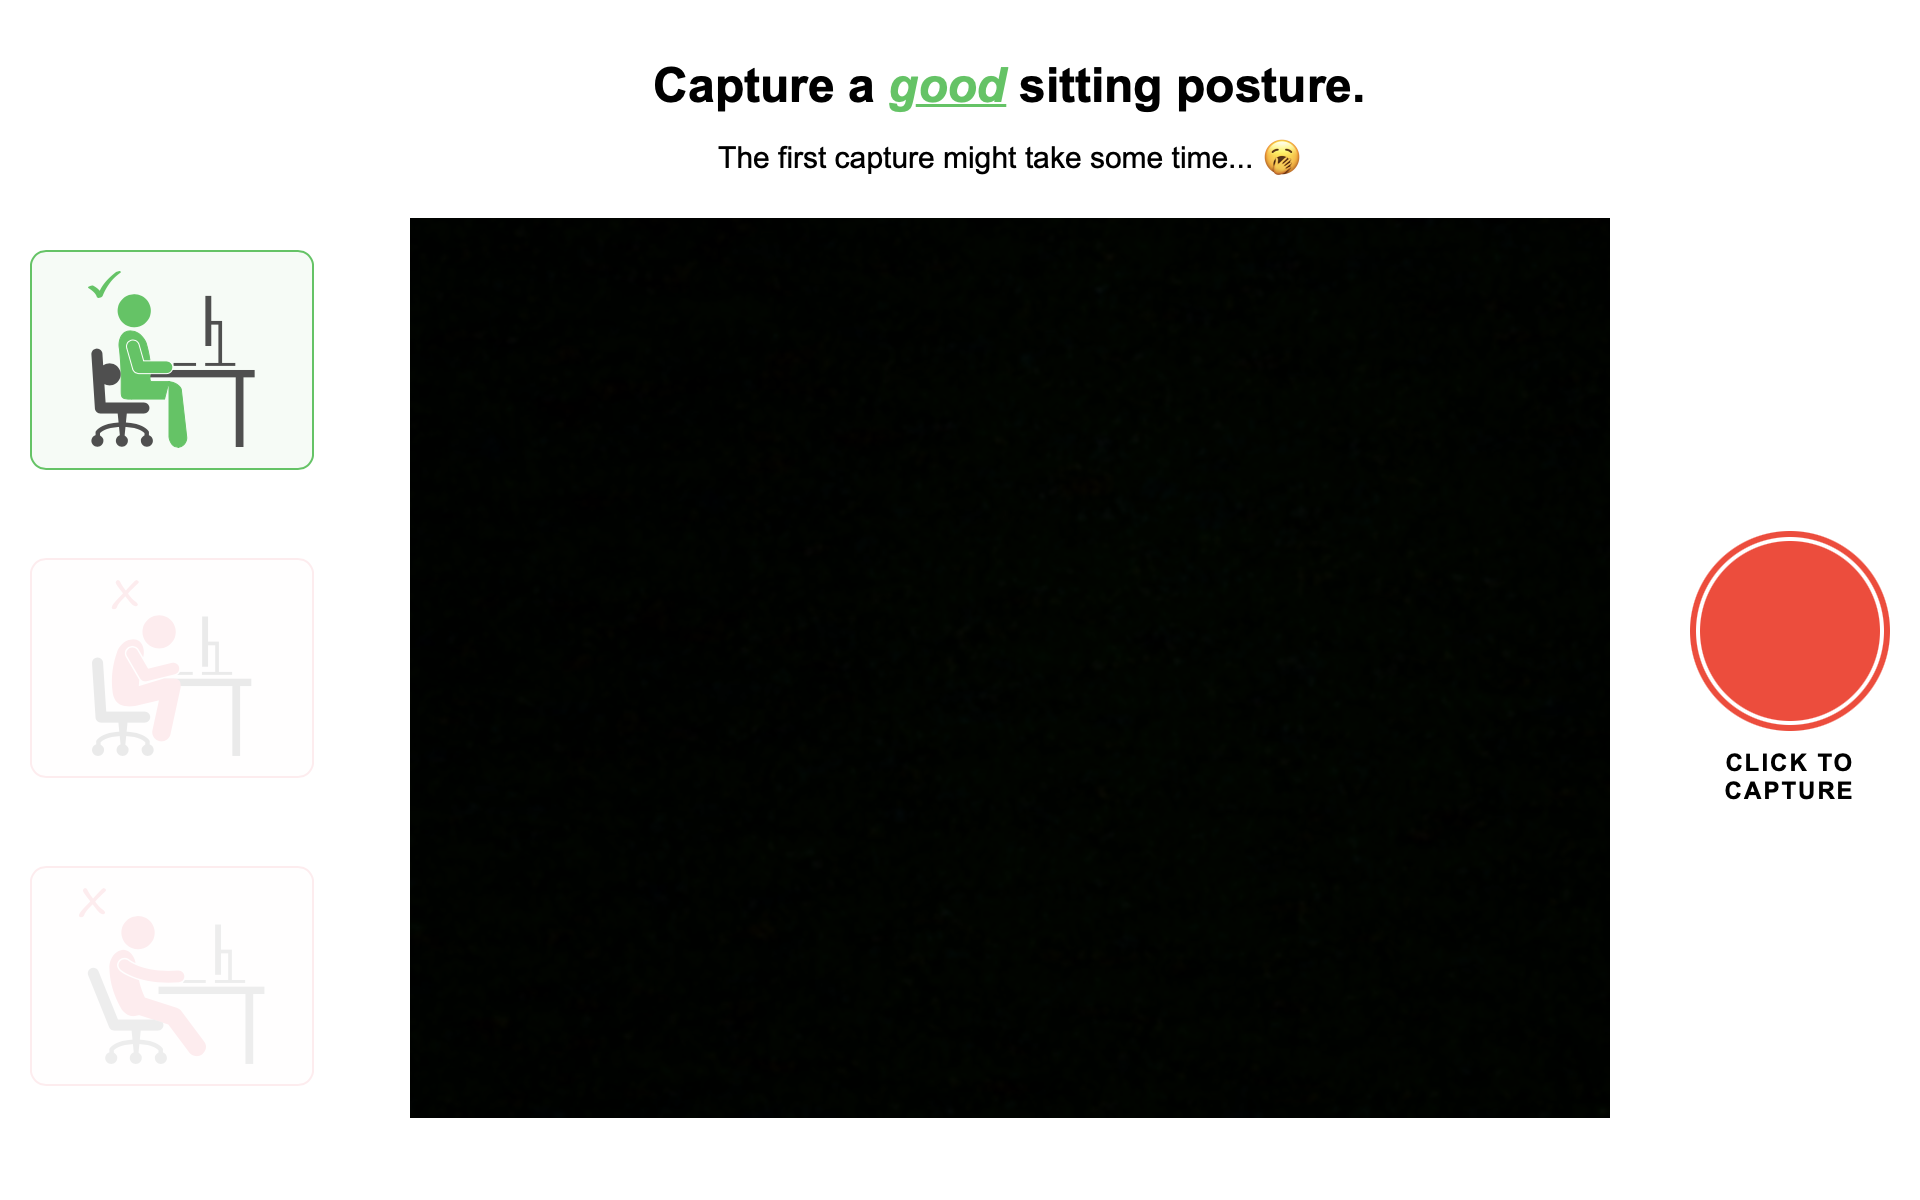 Capture a good sitting posture.
The first capture might take some time... 🥱
CLICK TO
CAPTURE